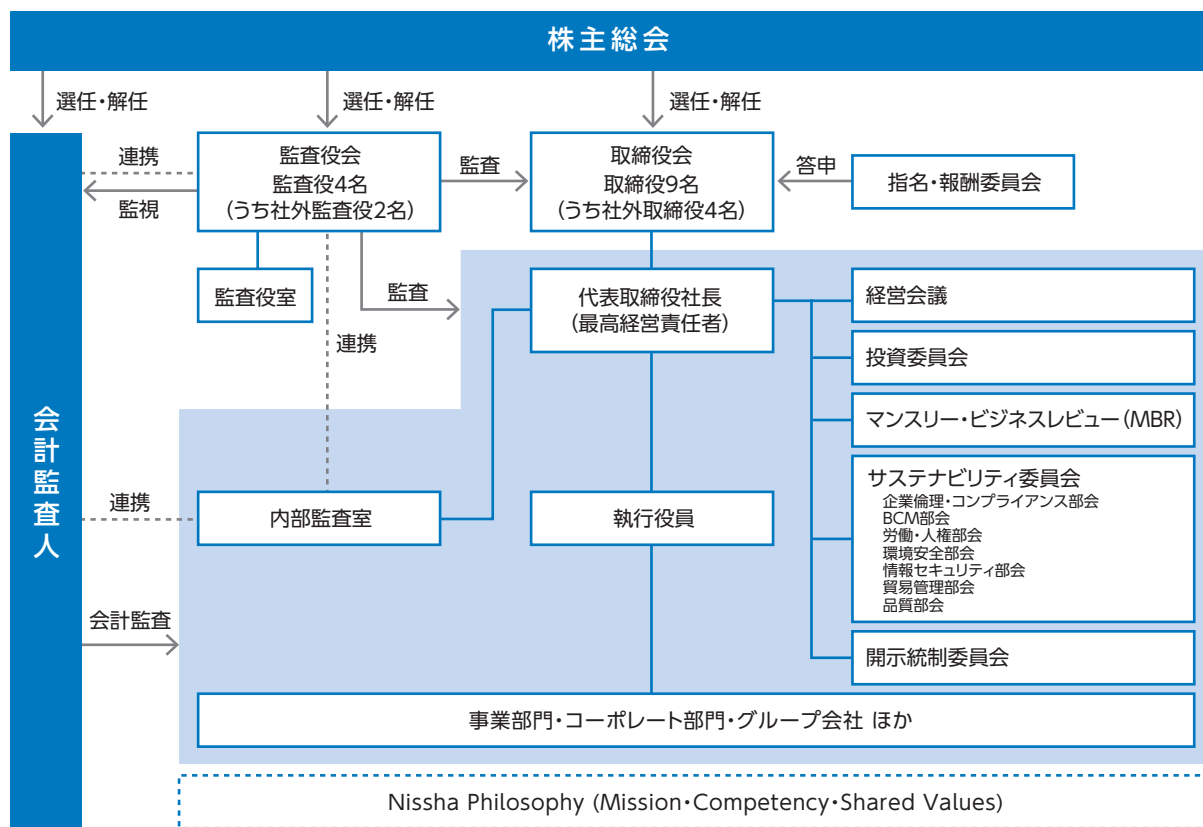 株主総会
選任・解任
選任・解任
選任・解任
会計監査人
連携
監視
監査役会
監査役4名
(うち社外監査役2名)
監査
取締役会
取締役9名
(うち社外取締役4名)
答申
指名・報酬委員会
監査役室
監査
連携
代表取締役社長
(最高経営責任者)
経営会議
投資委員会
マンスリー・ビジネスレビュー(MBR)
サステナビリティ委員会
企業倫理・コンプライアンス部会
BCM部会
労働・人権部会
環境安全部会
情報セキュリティ部会
貿易管理部会
品質部会
開示統制委員会
連携
内部監査室
執行役員
会計監査
事業部門・コーポレート部門・グループ会社 ほか
Nissha Philosophy (Mission・Competency・Shared Values)